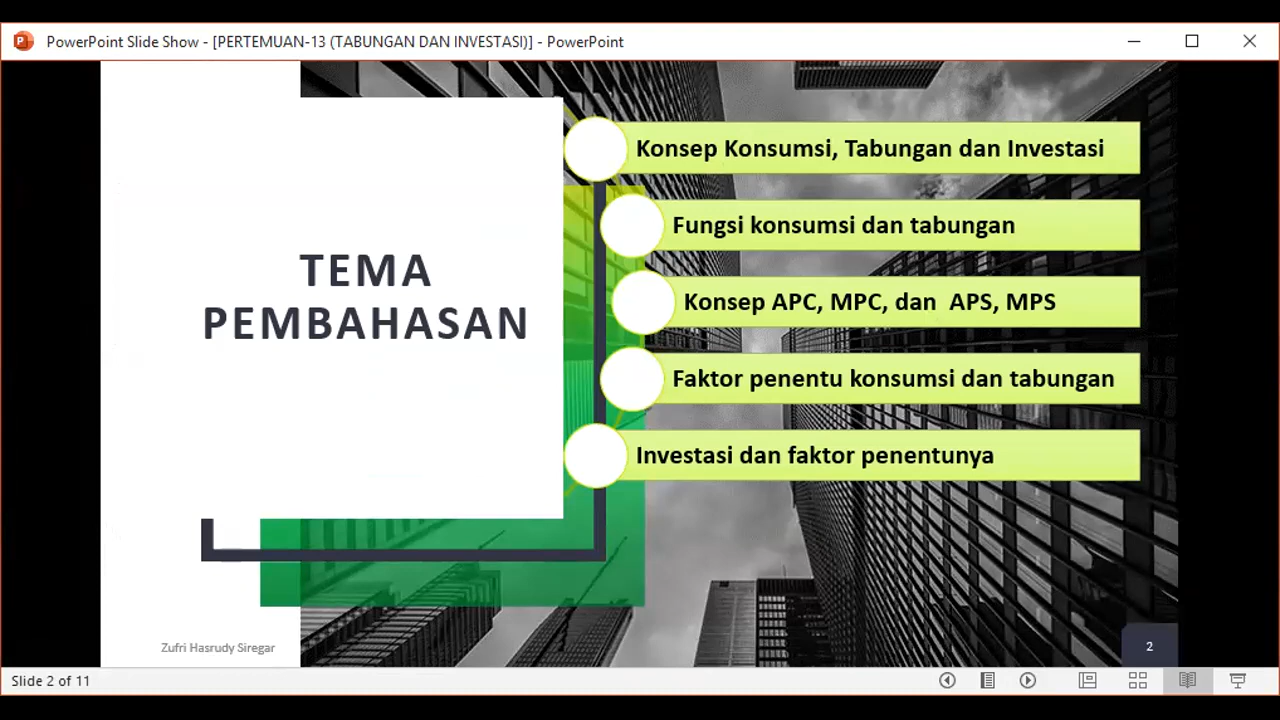 PowerPoint Slide Show - [PERTEMUAN-13 (TABUNGAN DAN INVESTASI)] - PowerPoint
TEMA
PEMBAHASAN
Konsep Konsumsi, Tabungan dan Investasi
Fungsi konsumsi dan tabungan
Konsep APC, MPC, dan APS, MPS
Faktor penentu konsumsi dan tabungan
Investasi dan faktor penentunya
Zufri Hasrudy Siregar
2
Slide 2 of 11